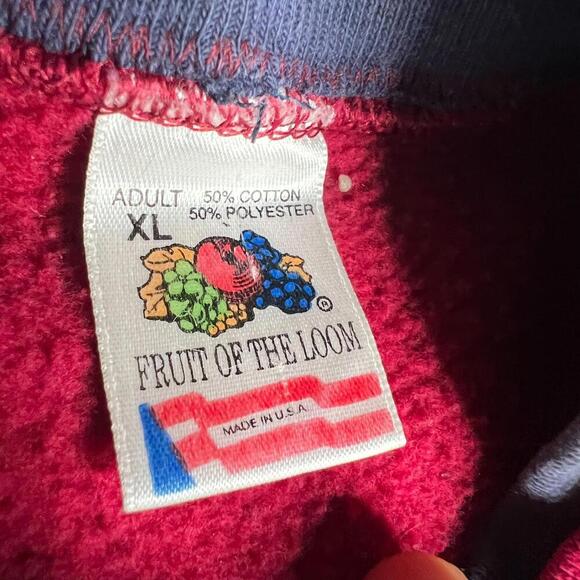 ADULT 50% COTTON
XL 50% POLYESTER
®
FRUIT OF THE LOOM
MADE IN U.S.A.